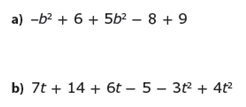 a) –b² + 6 + 5b² – 8 + 9
b) 7t + 14 + 6t – 5 – 3t² + 4t²